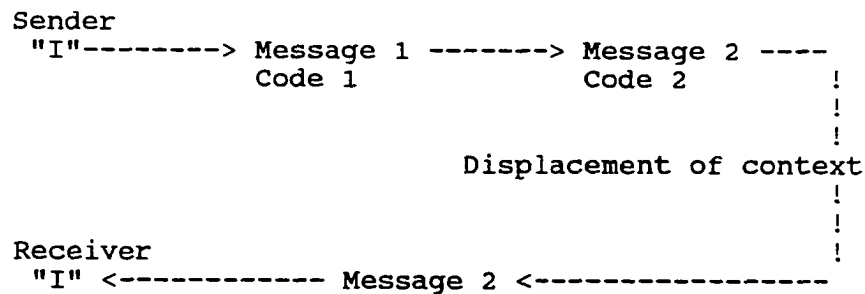 Sender
"I"--------> Message 1 -------> Message 2 ----
Code 1 Code 2 !
!
!
Displacement of context
!
!
Receiver !
"I" <------------ Message 2 <-----------------